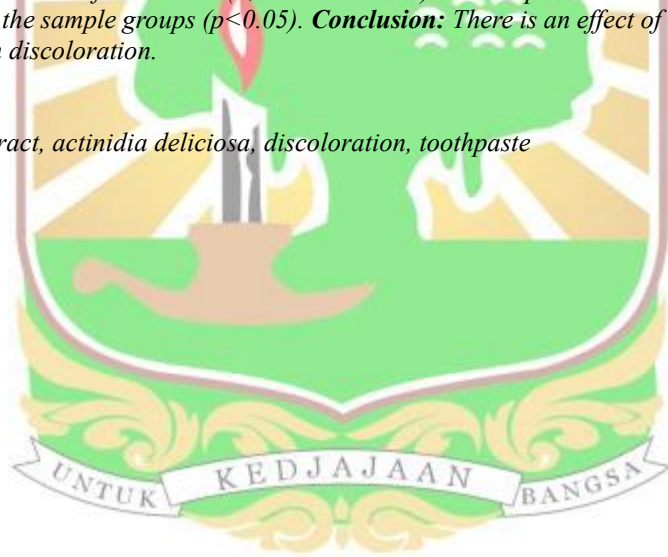 the sample groups (p<0.05). Conclusion: There is an effect of
discoloration.
actinidia deliciosa, discoloration, toothpaste
UNTUK KEDJAJAAN BANGSA